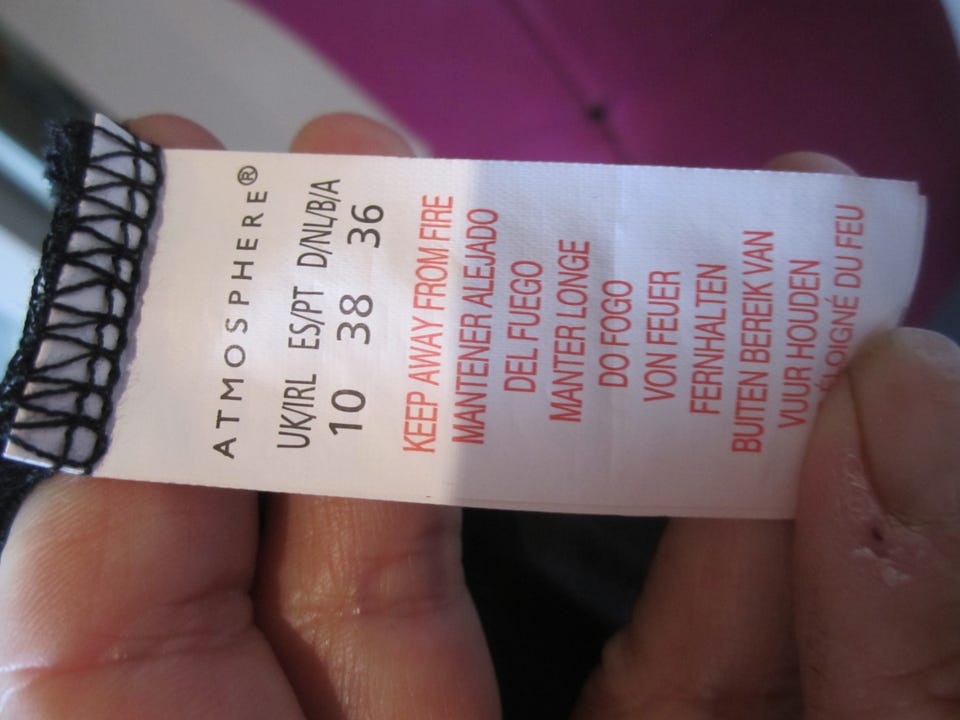 ATMOSPHERE®
UK/IRL ES/PT D/NL/B/A
10 38 36
KEEP AWAY FROM FIRE
MANTENER ALEJADO
DEL FUEGO
MANTER LONGE
DO FOGO
VON FEUER
FERNHALTEN
BUITEN BEREIK VAN
VUUR HOUDEN
ÉLOIGNÉ DU FEU